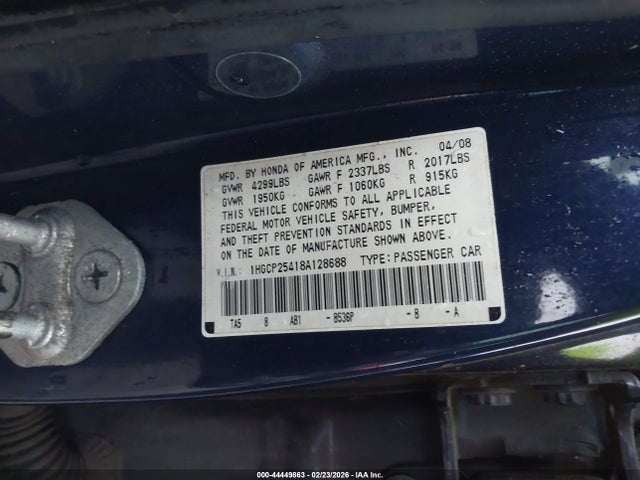 MFD. BY HONDA OF AMERICA MFG., INC. 04/08
GVWR 4299LBS GAWR F 2337LBS R 2017LBS
GVWR 1950KG GAWR F 1060KG R 915KG
THIS VEHICLE CONFORMS TO ALL APPLICABLE
FEDERAL MOTOR VEHICLE SAFETY, BUMPER,
AND THEFT PREVENTION STANDARDS IN EFFECT
ON THE DATE OF MANUFACTURE SHOWN ABOVE.
V.I.N.: 1HGCP25418A128688 TYPE: PASSENGER CAR
TA5 8 AB1 - B536P - B - A
000-44449863 | 02/23/2026 - IAA Inc.